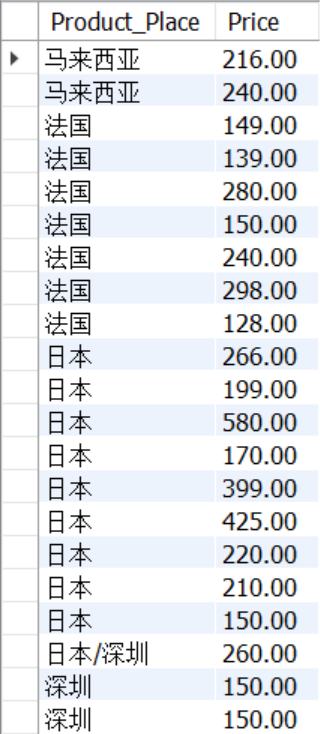 Product_Place Price
马来西亚 216.00
马来西亚 240.00
法国 149.00
法国 139.00
法国 280.00
法国 150.00
法国 240.00
法国 298.00
法国 128.00
日本 266.00
日本 199.00
日本 580.00
日本 170.00
日本 399.00
日本 425.00
日本 220.00
日本 210.00
日本 150.00
日本/深圳 260.00
深圳 150.00
深圳 150.00